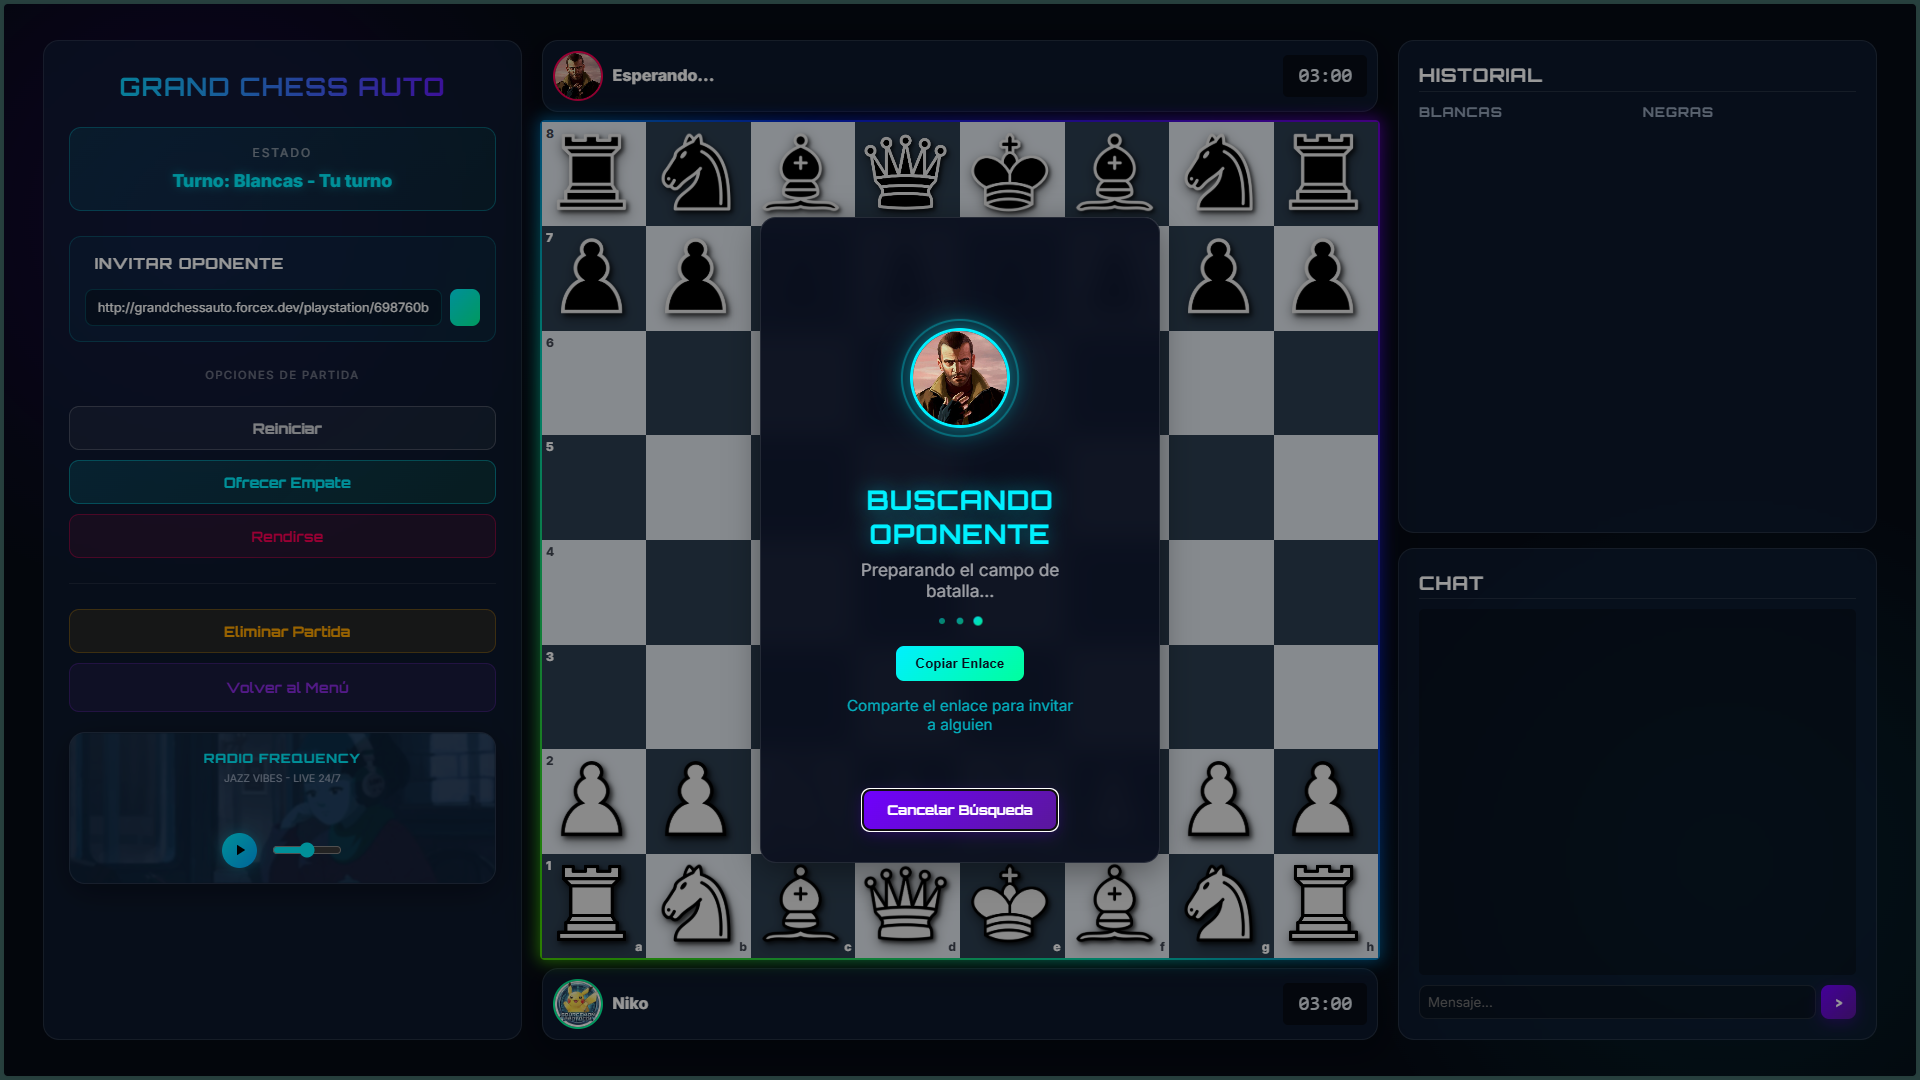 GRAND CHESS AUTO
ESTADO
Turno: Blancas - Tu turno
INVITAR OPONENTE
http://grandchessauto.forcex.dev/playstation/698760b
OPCIONES DE PARTIDA
Reiniciar
Ofrecer Empate
Rendirse
Eliminar Partida
Volver al Menú
RADIO FREQUENCY
JAZZ VIBES - LIVE 24/7
Esperando...
03:00
8
7
6
5
4
3
2
1
a
b
c
d
e
f
g
h
BUSCANDO
OPONENTE
Preparando el campo de
batalla...
Copiar Enlace
Comparte el enlace para invitar
a alguien
Cancelar Búsqueda
Niko
03:00
HISTORIAL
BLANCAS NEGRAS
CHAT
Mensaje...
>